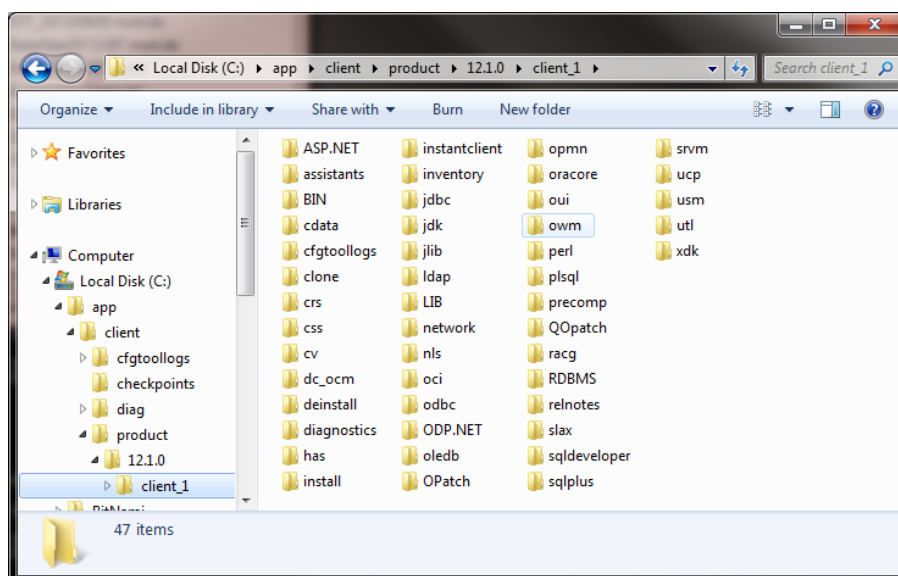 « Local Disk (C:) ▸ app ▸ client ▸ product ▸ 12.1.0 ▸ client_1 ▸
Search client_1
Organize Include in library Share with Burn New folder
Favorites
Libraries
Computer
Local Disk (C:)
app
client
cfgtoollogs
checkpoints
diag
product
12.1.0
client_1
BitNami
ASP.NET
assistants
BIN
cdata
cfgtoollogs
clone
crs
css
cv
dc_ocm
deinstall
diagnostics
has
install
instantclient
inventory
jdbc
jdk
jlib
ldap
LIB
network
nls
oci
odbc
ODP.NET
oledb
OPatch
opmn
oracore
oui
owm
perl
plsql
precomp
QOpatch
racg
RDBMS
relnotes
slax
sqldeveloper
sqlplus
srvm
ucp
usm
utl
xdk
47 items